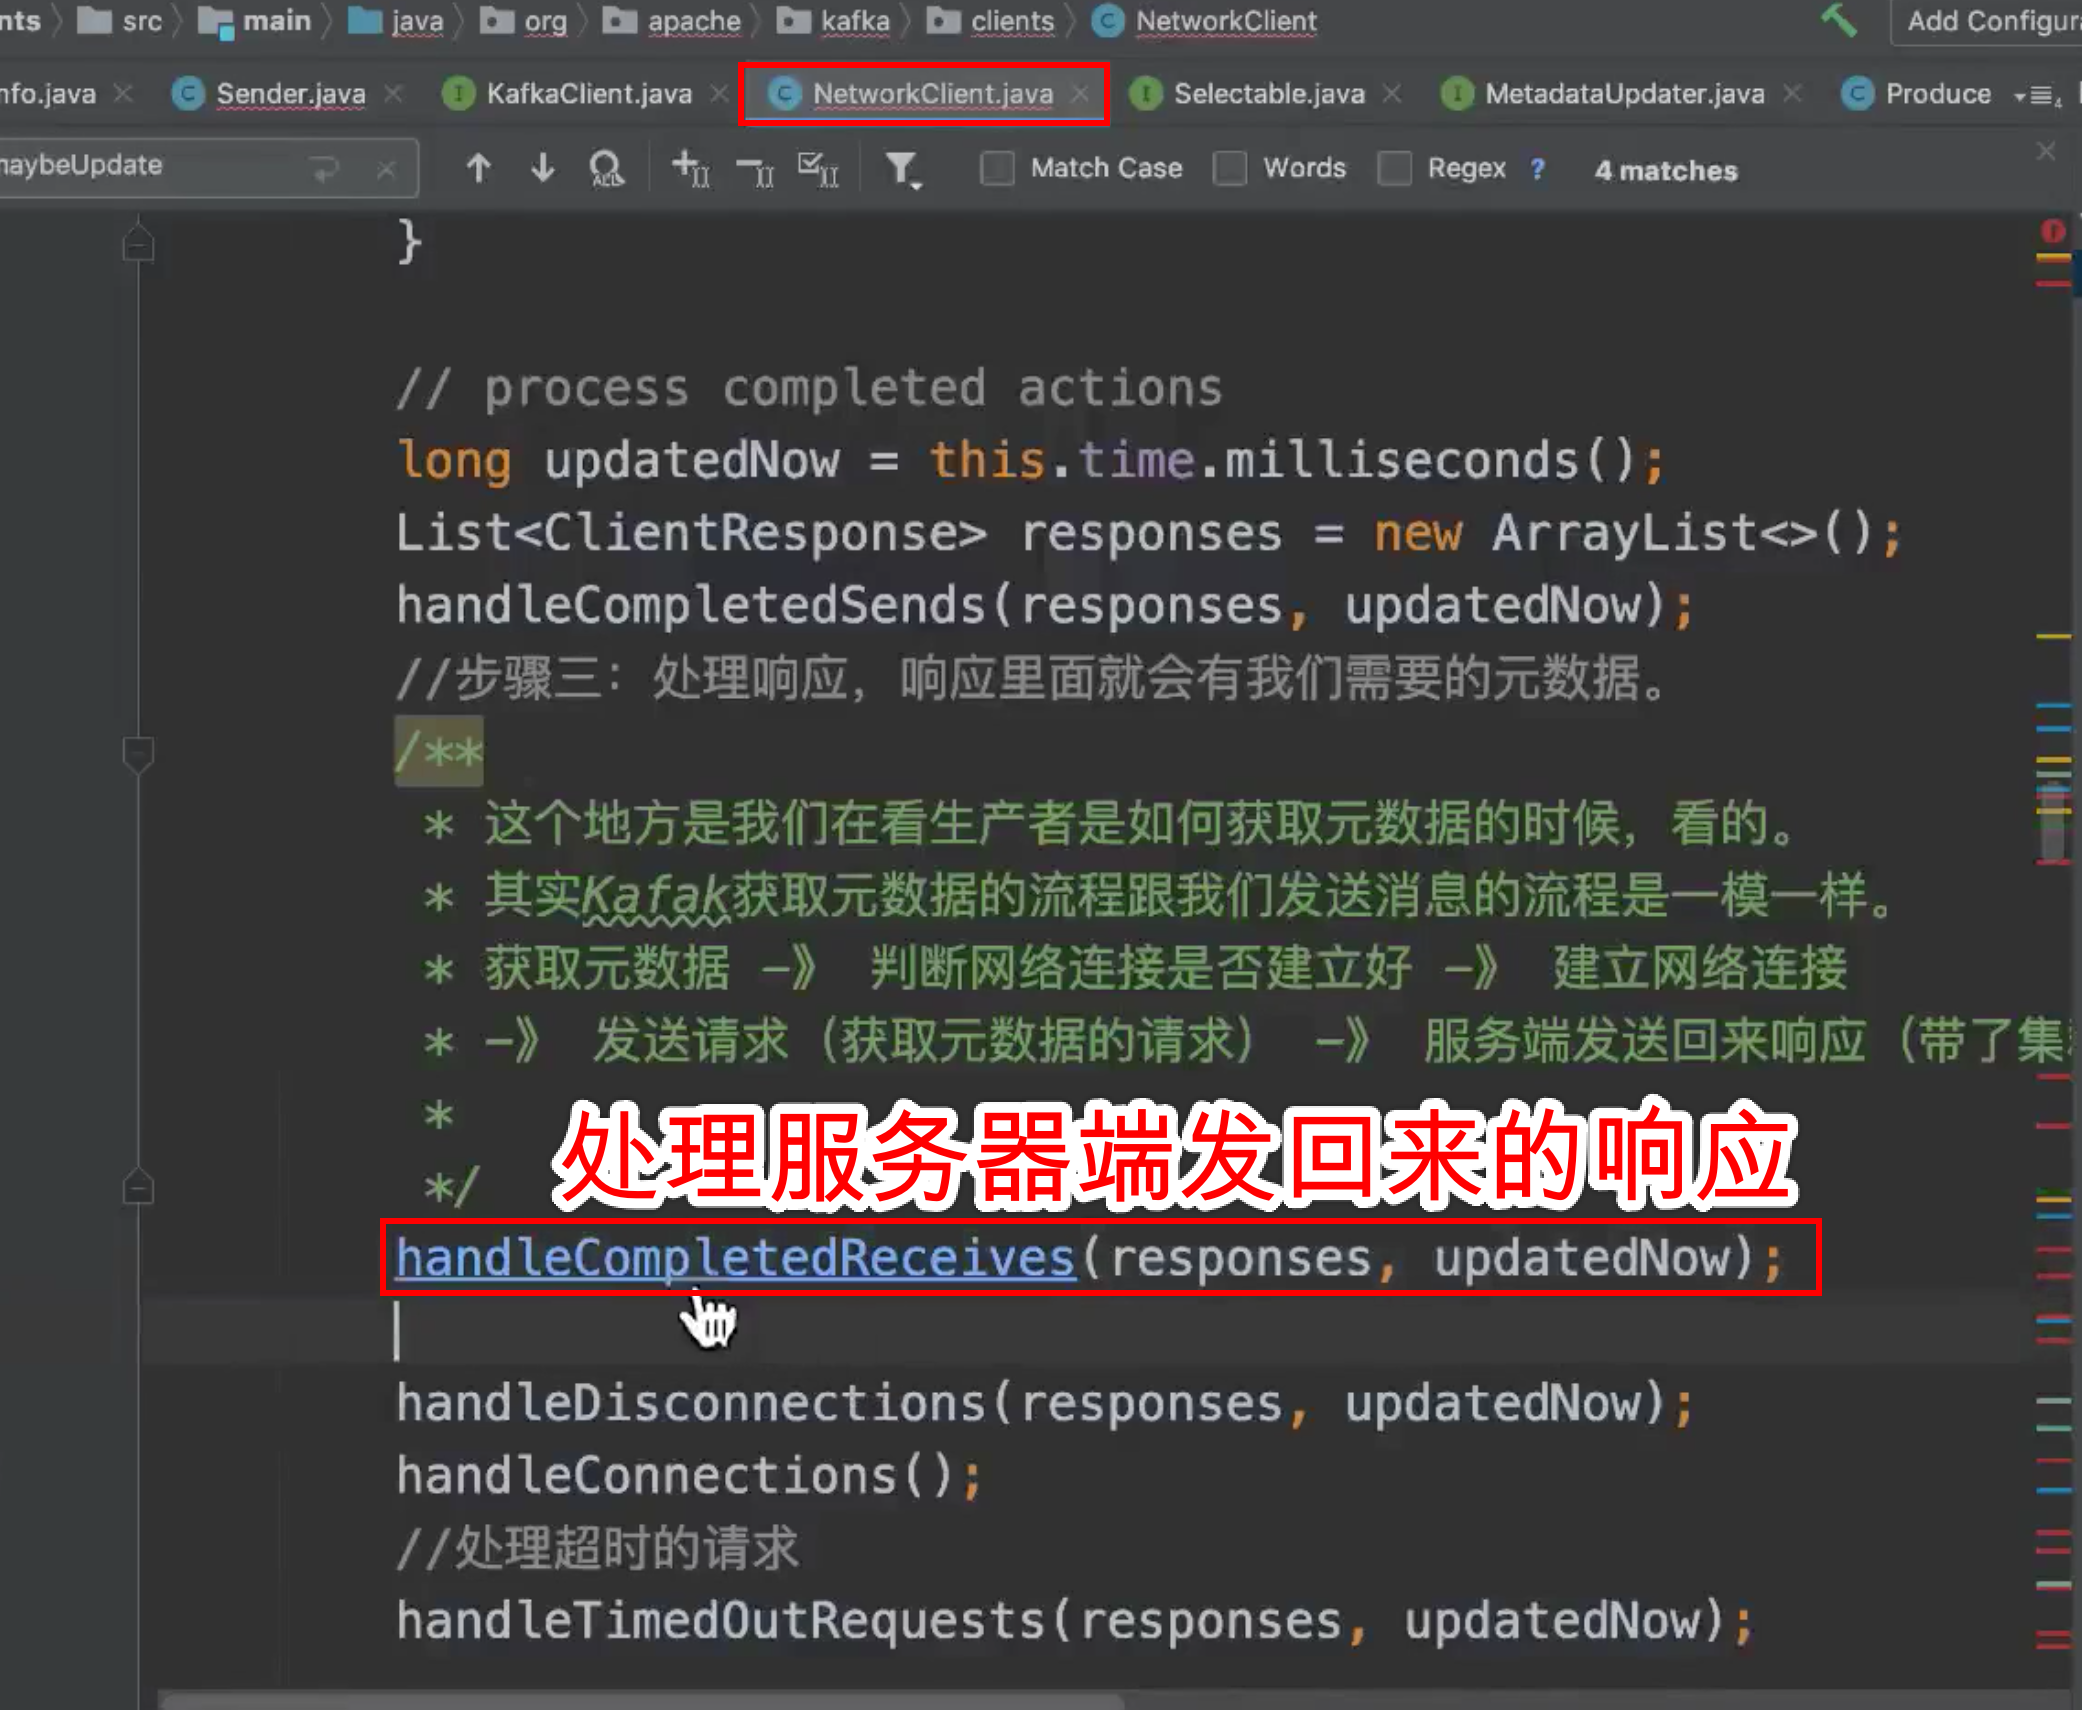 nts src main java org apache kafka clients NetworkClient Add Configur
nfo.java Sender.java KafkaClient.java NetworkClient.java Selectable.java MetadataUpdater.java Produce
maybeUpdate Match Case Words Regex ? 4 matches
}
// process completed actions
long updatedNow = this.time.milliseconds();
List<ClientResponse> responses = new ArrayList<>();
handleCompletedSends(responses, updatedNow);
//步骤三：处理响应，响应里面就会有我们需要的元数据。
/**
* 这个地方是我们在看生产者是如何获取元数据的时候，看的。
* 其实Kafak获取元数据的流程跟我们发送消息的流程是一模一样。
* 获取元数据 —》 判断网络连接是否建立好 —》 建立网络连接
* —》 发送请求（获取元数据的请求） —》 服务端发送回来响应（带了集
*
处理服务器端发回来的响应
*/
handleCompletedReceives(responses, updatedNow);
handleDisconnections(responses, updatedNow);
handleConnections();
//处理超时的请求
handleTimedOutRequests(responses, updatedNow);